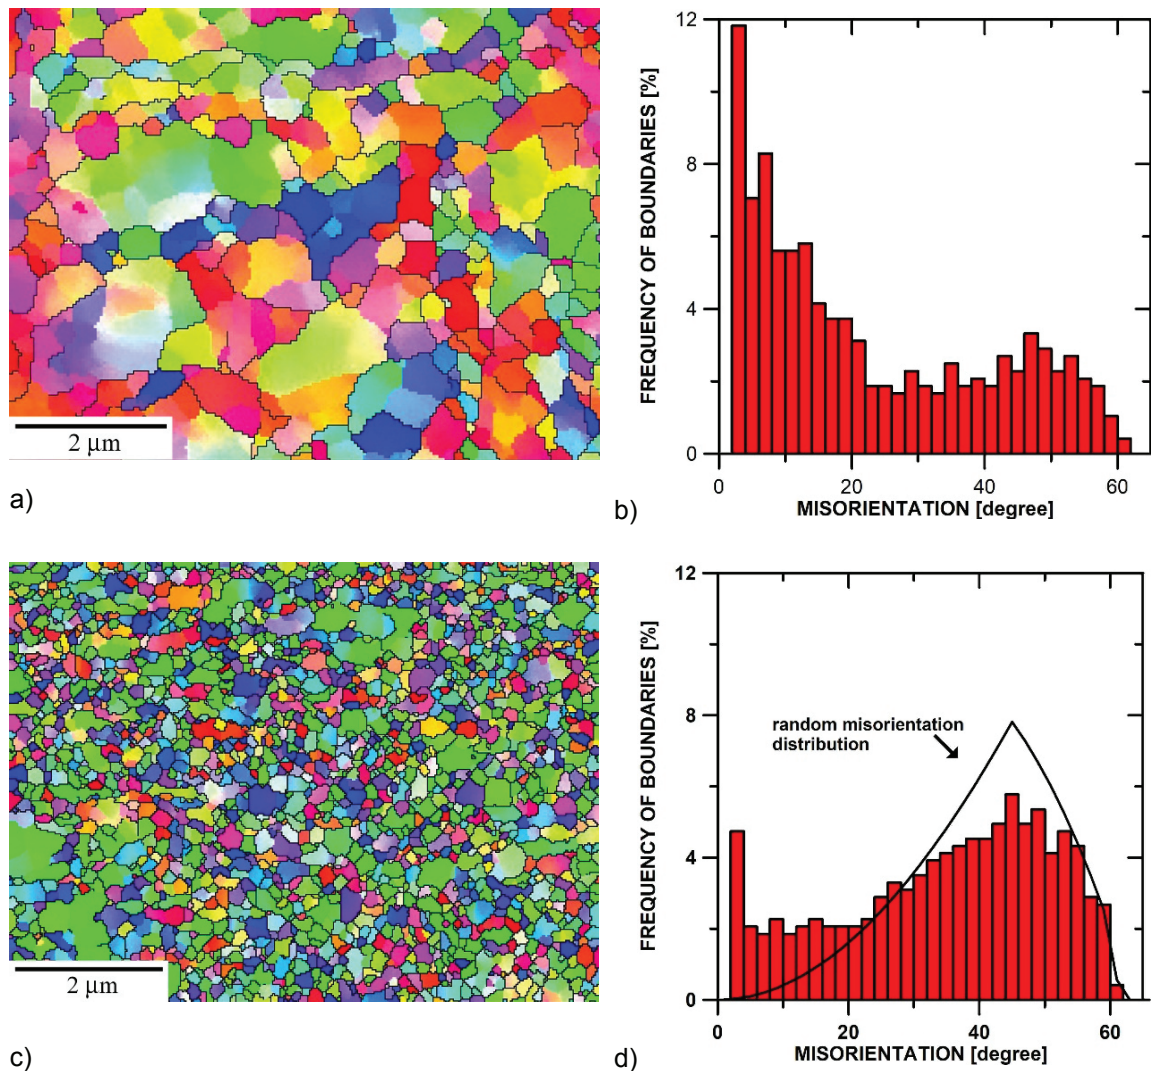 2 μm
a)
FREQUENCY OF BOUNDARIES [%]
12
8
4
0
0 20 40 60
MISORIENTATION [degree]
b)
2 μm
c)
FREQUENCY OF BOUNDARIES [%]
12
8
4
0
random misorientation
distribution
0 20 40 60
MISORIENTATION [degree]
d)